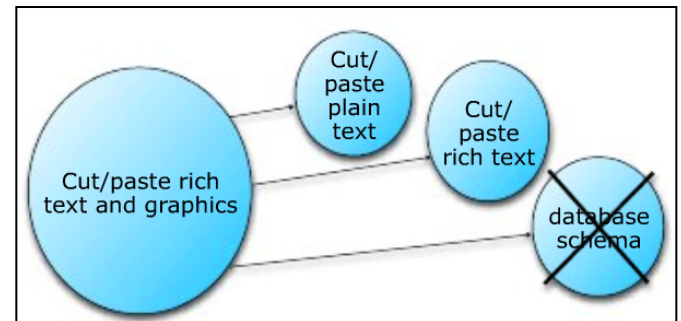 Cut/paste rich
text and graphics
Cut/
paste
plain
text
Cut/
paste
rich text
database
schema